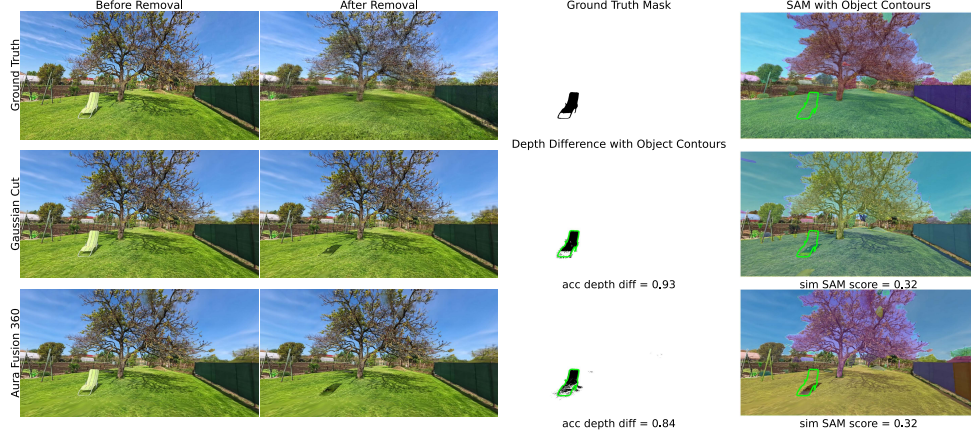 Before Removal
After Removal
Ground Truth Mask
SAM with Object Contours
Ground Truth
Depth Difference with Object Contours
Gaussian Cut
acc depth diff = 0.93
sim SAM score = 0.32
Aura Fusion 360
acc depth diff = 0.84
sim SAM score = 0.32